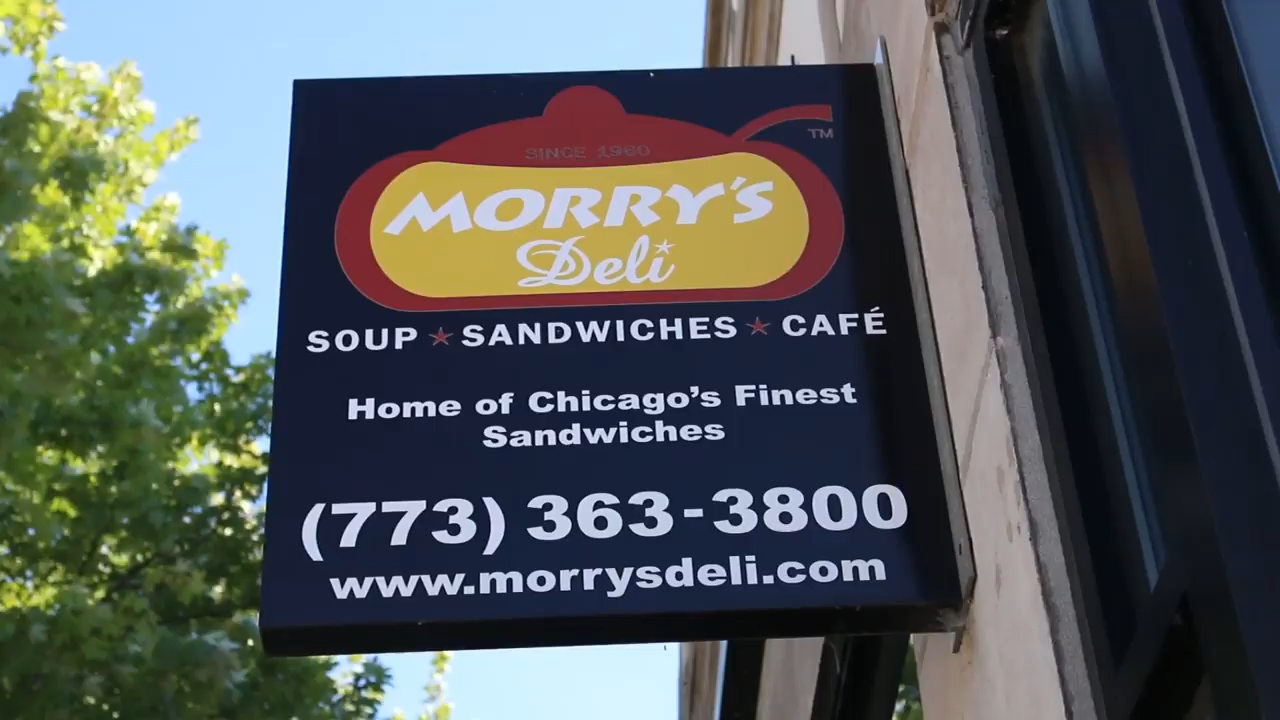 SINCE 1960
TM
MORRY'S
Deli
SOUP ★ SANDWICHES ★ CAFÉ
Home of Chicago's Finest
Sandwiches
(773) 363-3800
www.morrysdeli.com